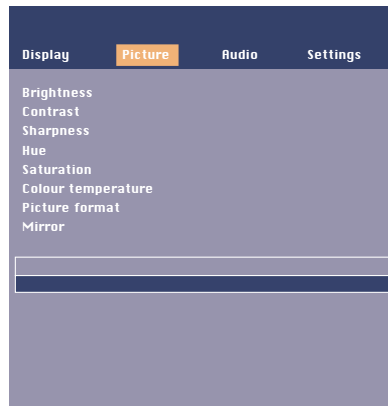 Display Picture Audio Settings
Brightness
Contrast
Sharpness
Hue
Saturation
Colour temperature
Picture format
Mirror